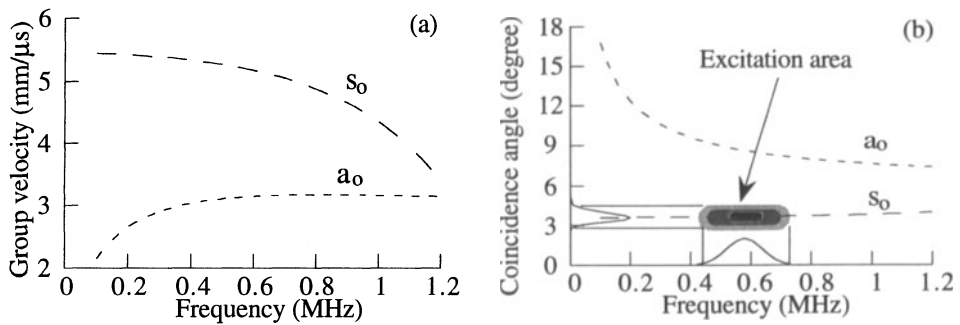 (a)
Group velocity (mm/μs)
6
5
4
3
2
s₀
a₀
0 0.2 0.4 0.6 0.8 1 1.2
Frequency (MHz)
(b)
Coincidence angle (degree)
18
15
12
9
6
3
0
Excitation area
a₀
s₀
0 0.2 0.4 0.6 0.8 1 1.2
Frequency (MHz)